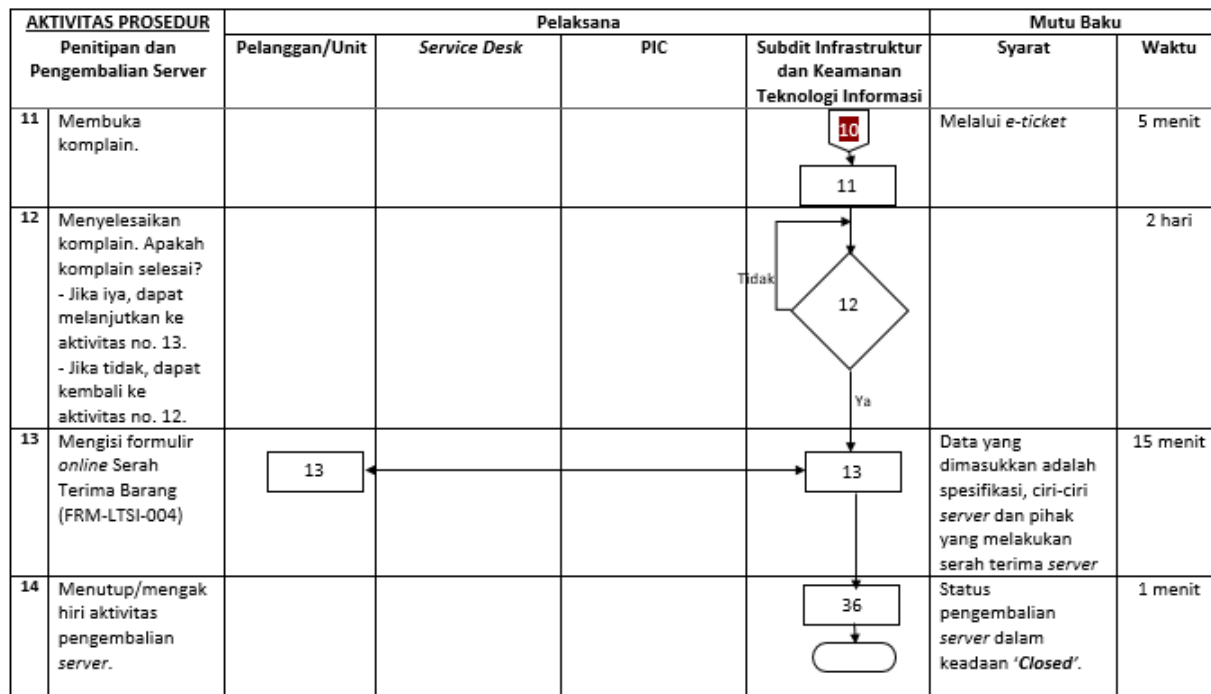 AKTIVITAS PROSEDUR
Pelaksana
Mutu Baku
Penitipan dan
Pengembalian Server
Pelanggan/Unit
Service Desk
PIC
Subdit Infrastruktur
dan Keamanan
Teknologi Informasi
Syarat
Waktu
11
Membuka
komplain.
10
11
Melalui e-ticket
5 menit
12
Menyelesaikan
komplain. Apakah
komplain selesai?
- Jika iya, dapat
melanjutkan ke
aktivitas no. 13.
- Jika tidak, dapat
kembali ke
aktivitas no. 12.
Tidak
12
Ya
2 hari
13
Mengisi formulir
online Serah
Terima Barang
(FRM-LTSI-004)
13
13
Data yang
dimasukkan adalah
spesifikasi, ciri-ciri
server dan pihak
yang melakukan
serah terima server
15 menit
14
Menutup/mengak
hiri aktivitas
pengembalian
server.
36
Status
pengembalian
server dalam
keadaan 'Closed'.
1 menit